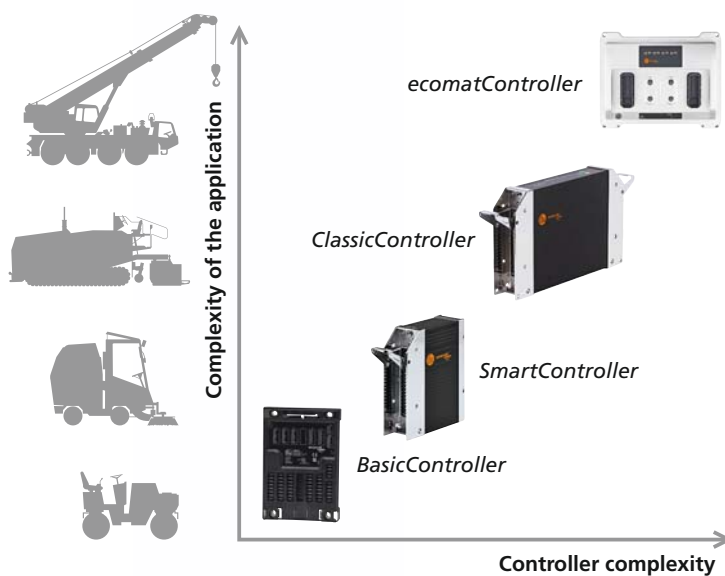 ecomatController
ClassicController
SmartController
BasicController
Complexity of the application
Controller complexity